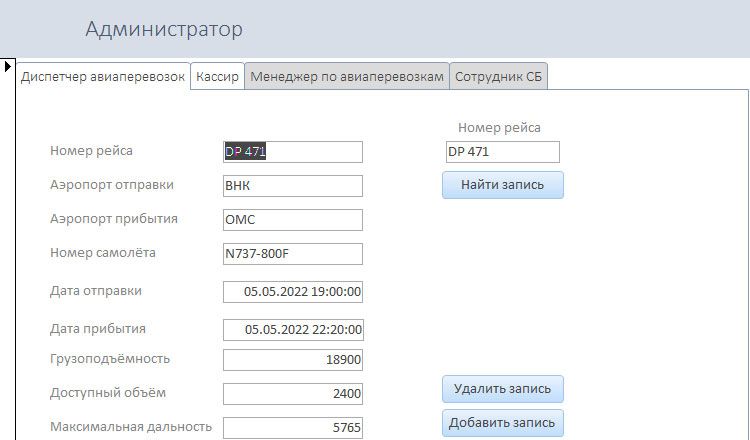 Администратор
Диспетчер авиаперевозок Кассир Менеджер по авиаперевозкам Сотрудник СБ
Номер рейса
Номер рейса DP 471 DP 471
Аэропорт отправки ВНК Найти запись
Аэропорт прибытия ОМС
Номер самолёта N737-800F
Дата отправки 05.05.2022 19:00:00
Дата прибытия 05.05.2022 22:20:00
Грузоподъёмность 18900
Доступный объём 2400 Удалить запись
Максимальная дальность 5765 Добавить запись